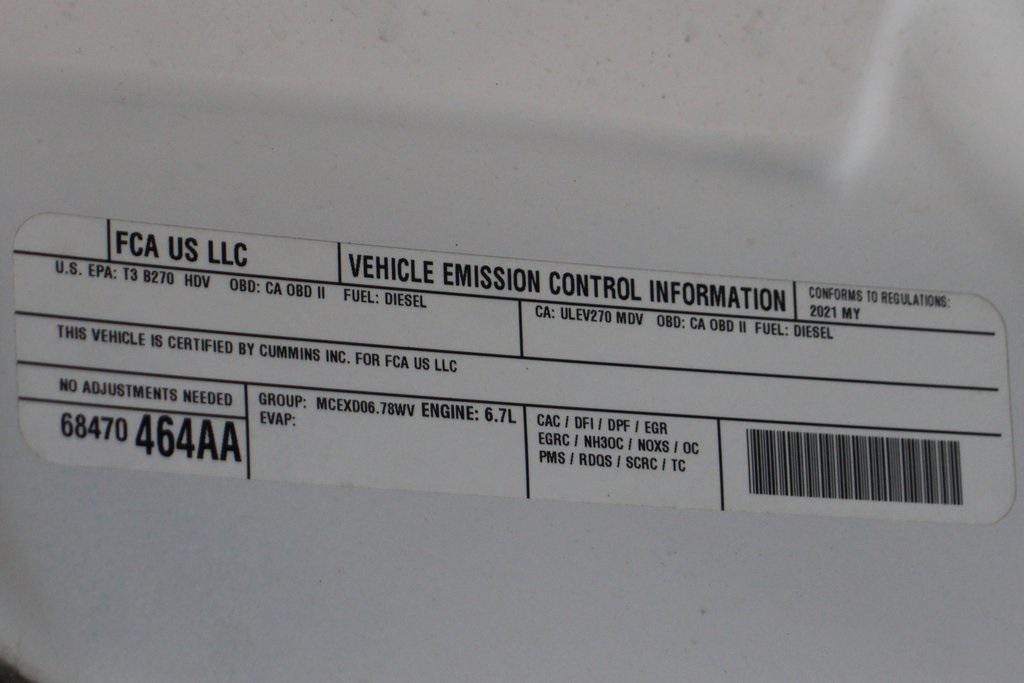 FCA US LLC
VEHICLE EMISSION CONTROL INFORMATION
CONFORMS TO REGULATIONS:
2021 MY
U.S. EPA: T3 B270 HDV OBD: CA OBD II FUEL: DIESEL
CA: ULEV270 MDV OBD: CA OBD II FUEL: DIESEL
THIS VEHICLE IS CERTIFIED BY CUMMINS INC. FOR FCA US LLC
NO ADJUSTMENTS NEEDED
68470 464AA
GROUP: MCEXD06.78WV ENGINE: 6.7L
EVAP:
CAC / DFI / DPF / EGR
EGRC / NH3OC / NOXS / OC
PMS / RDQS / SCRC / TC